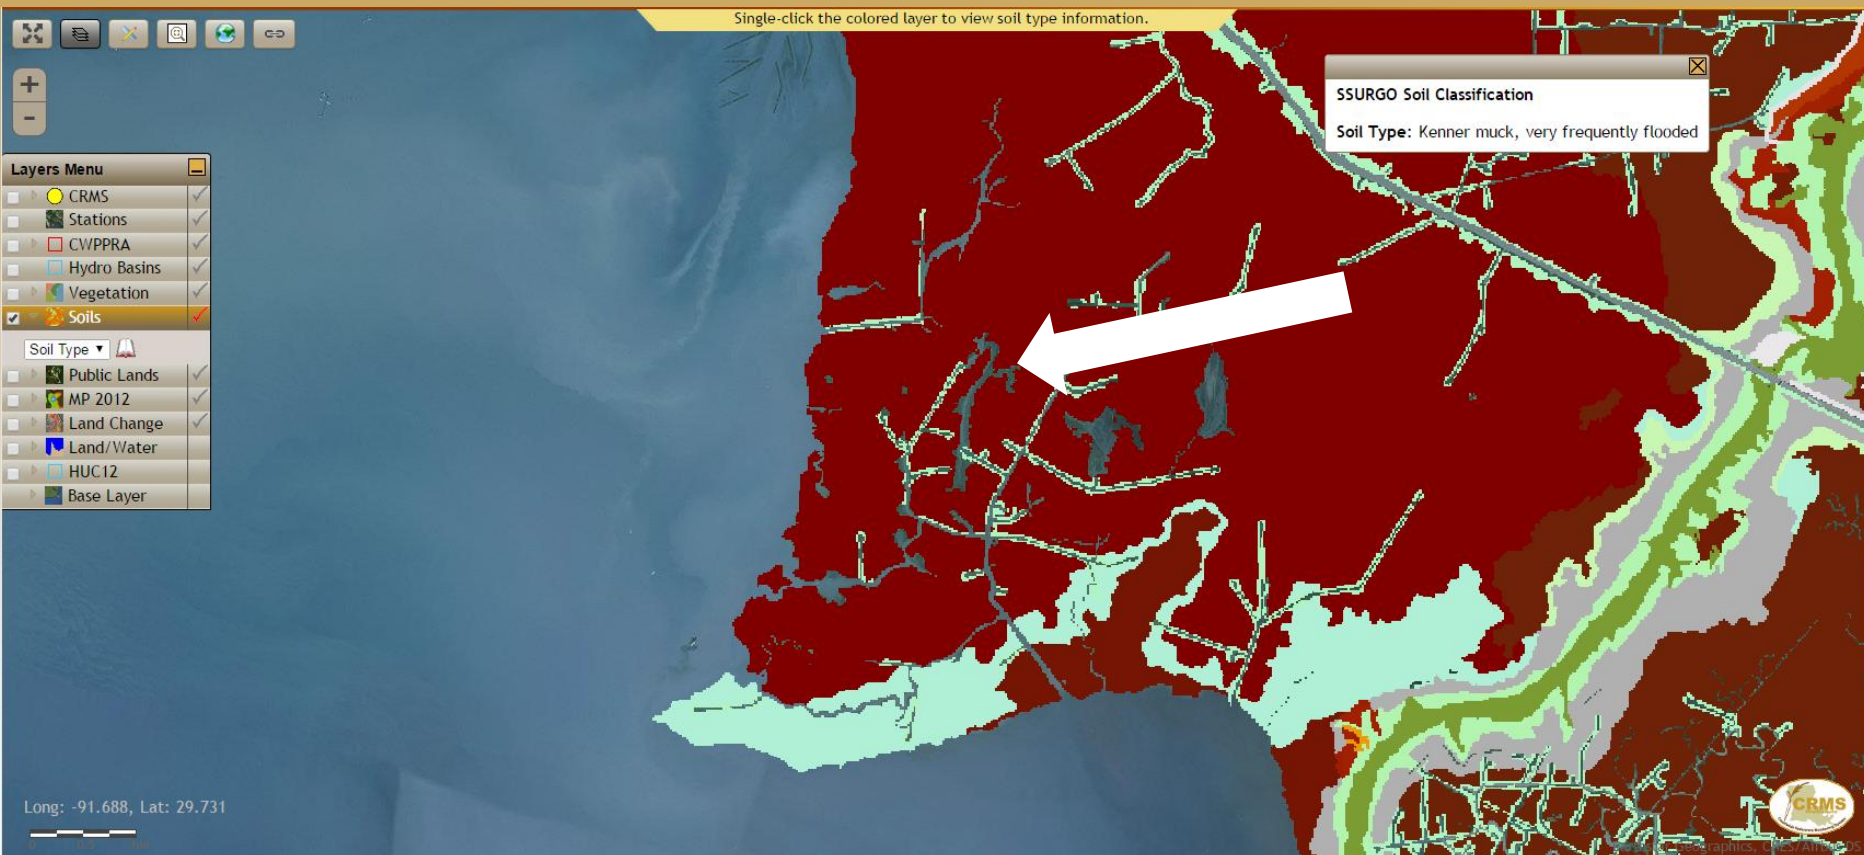 Single-click the colored layer to view soil type information.
SSURGO Soil Classification
Soil Type: Kenner muck, very frequently flooded
Layers Menu
CRMS
Stations
CWPPRA
Hydro Basins
Vegetation
Soils
Soil Type
Public Lands
MP 2012
Land Change
Land/Water
HUC12
Base Layer
Long: -91.688, Lat: 29.731
CRMS